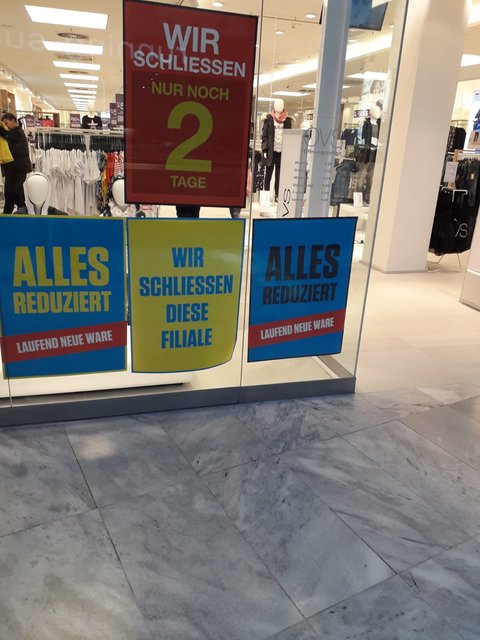 WIR
SCHLIESSEN
NUR NOCH
2
TAGE
ALLES
REDUZIERT
LAUFEND NEUE WARE
WIR
SCHLIESSEN
DIESE
FILIALE
ALLES
REDUZIERT
LAUFEND NEUE WARE
OVS